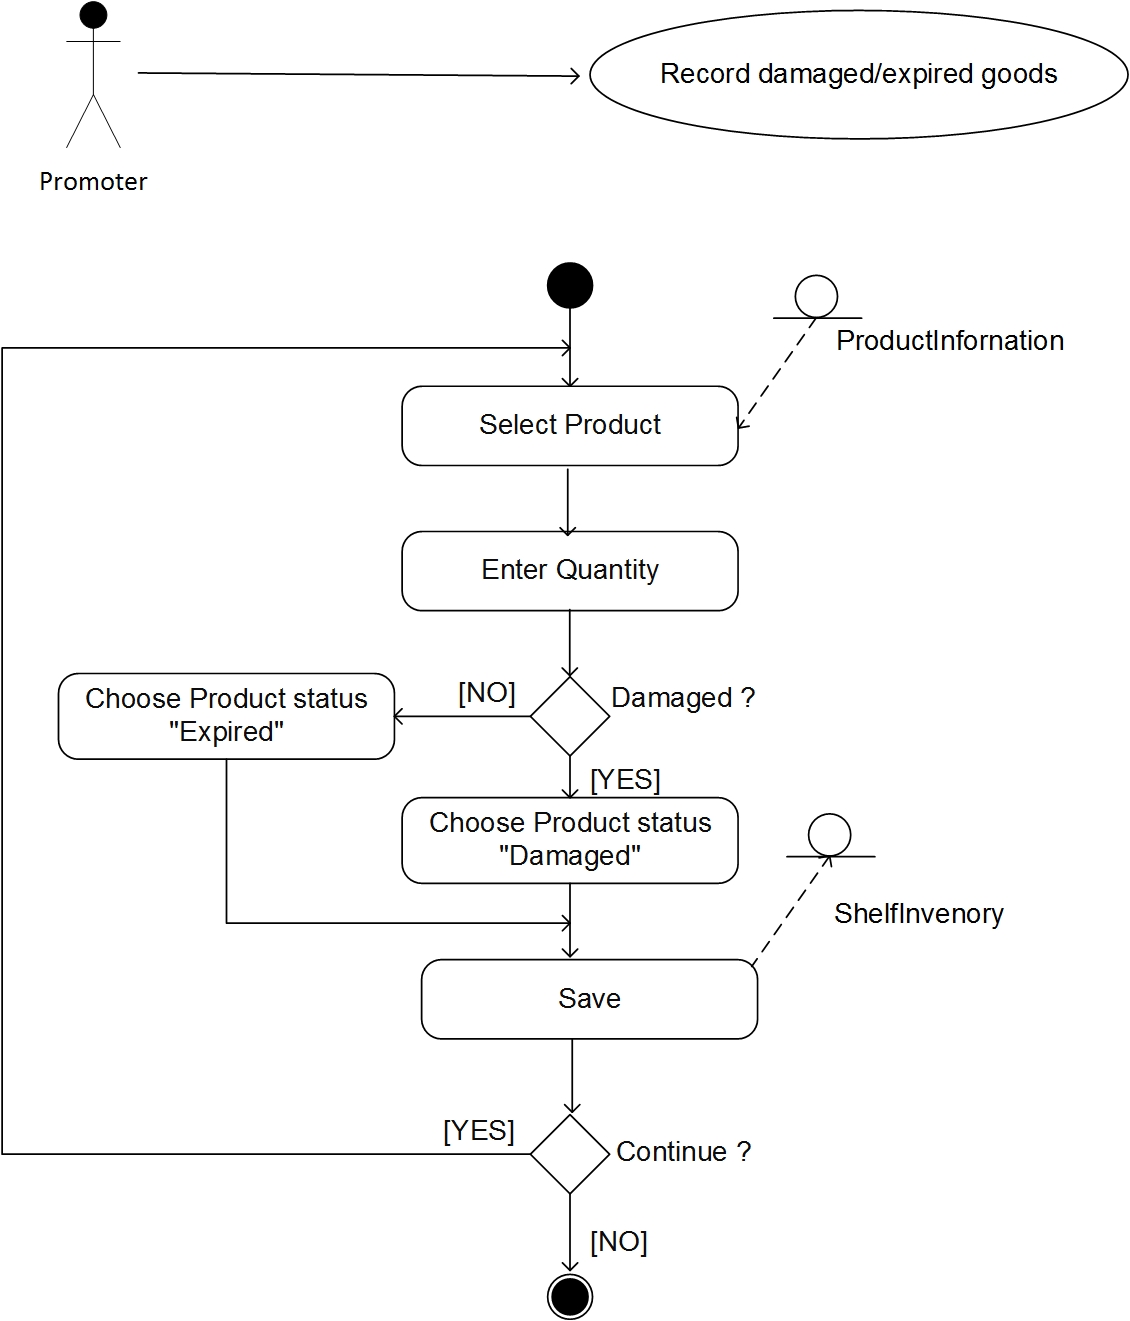 Record damaged/expired goods
Promoter
ProductInfornation
Select Product
Enter Quantity
[NO]
Damaged ?
Choose Product status
"Expired"
[YES]
Choose Product status
"Damaged"
ShelfInvenory
Save
[YES]
Continue ?
[NO]